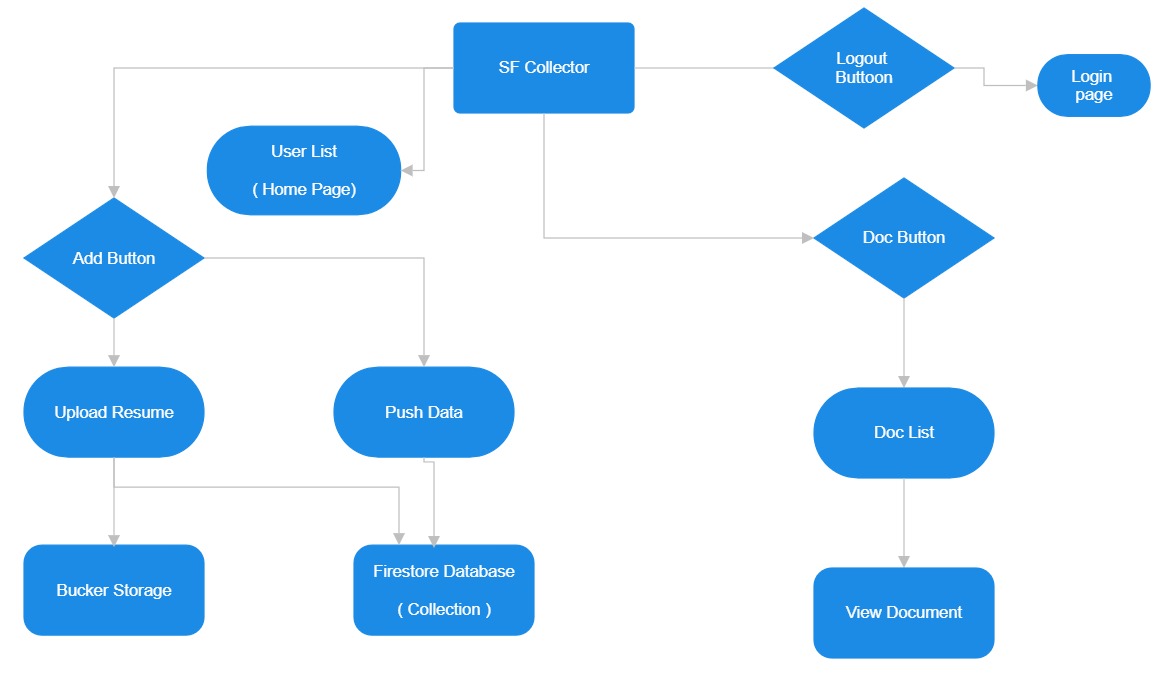 SF Collector
Logout
Buttoon
Login
page
User List
( Home Page)
Doc Button
Add Button
Upload Resume
Push Data
Doc List
Bucker Storage
Firestore Database
( Collection )
View Document